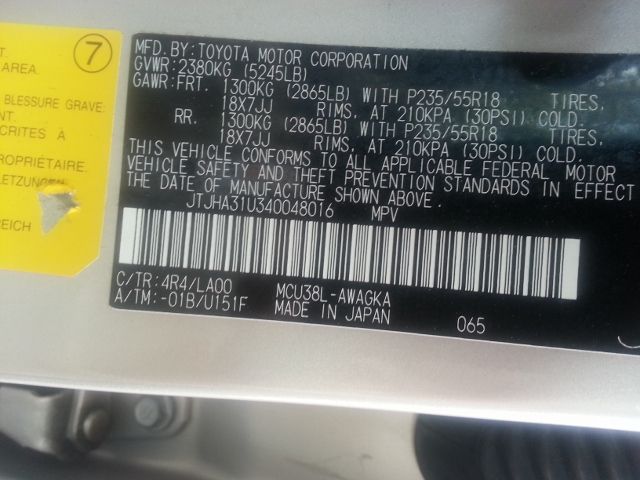 7
AREA.
BLESSURE GRAVE:
CRITES À
PROPRIÉTAIRE.
LETZUNGEN
REICH
MFD.BY:TOYOTA MOTOR CORPORATION
GVWR:2380KG (5245LB)
GAWR:FRT. 1300KG (2865LB) WITH P235/55R18 TIRES,
18X7JJ RIMS, AT 210KPA (30PSI) COLD.
RR. 1300KG (2865LB) WITH P235/55R18 TIRES,
18X7JJ RIMS, AT 210KPA (30PSI) COLD.
THIS VEHICLE CONFORMS TO ALL APPLICABLE FEDERAL MOTOR
VEHICLE SAFETY AND THEFT PREVENTION STANDARDS IN EFFECT
THE DATE OF MANUFACTURE SHOWN ABOVE.
JTJHA31U340048016 MPV
C/TR:4R4/LA00 MCU38L-AWAGKA
A/TM:-01B/U151F MADE IN JAPAN 065